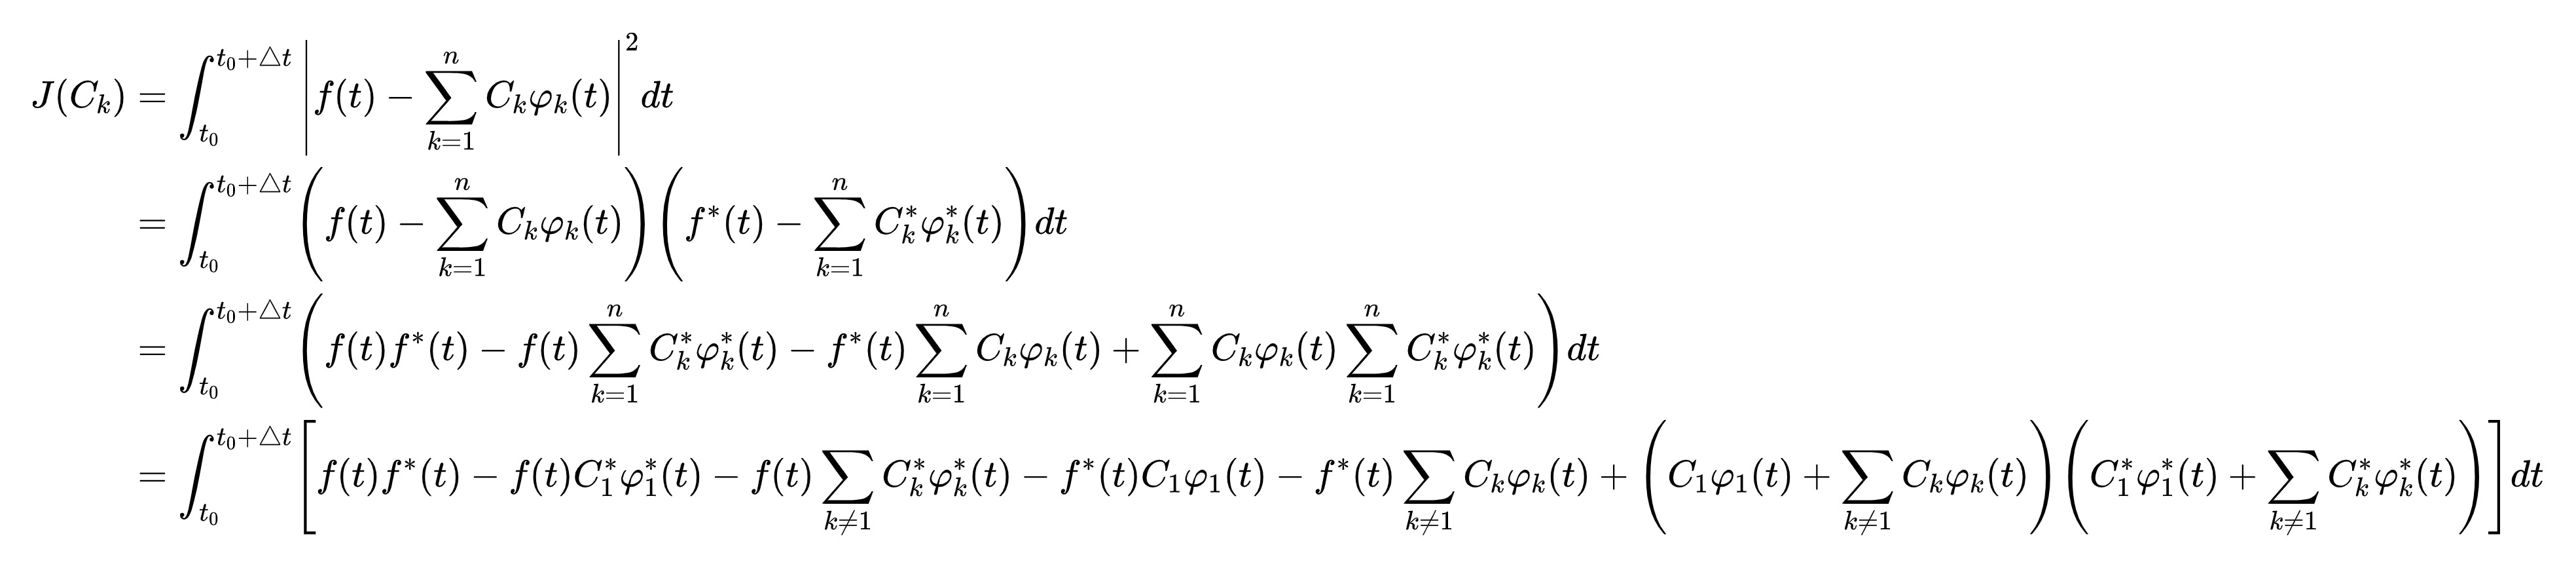 J(C_k) = \int_{t_0}^{t_0+\triangle t} \left| f(t) - \sum_{k=1}^{n} C_k \varphi_k(t) \right|^2 dt
= \int_{t_0}^{t_0+\triangle t} \left( f(t) - \sum_{k=1}^{n} C_k \varphi_k(t) \right) \left( f^*(t) - \sum_{k=1}^{n} C_k^* \varphi_k^*(t) \right) dt
= \int_{t_0}^{t_0+\triangle t} \left( f(t) f^*(t) - f(t) \sum_{k=1}^{n} C_k^* \varphi_k^*(t) - f^*(t) \sum_{k=1}^{n} C_k \varphi_k(t) + \sum_{k=1}^{n} C_k \varphi_k(t) \sum_{k=1}^{n} C_k^* \varphi_k^*(t) \right) dt
= \int_{t_0}^{t_0+\triangle t} \left[ f(t) f^*(t) - f(t) C_1^* \varphi_1^*(t) - f(t) \sum_{k \neq 1} C_k^* \varphi_k^*(t) - f^*(t) C_1 \varphi_1(t) - f^*(t) \sum_{k \neq 1} C_k \varphi_k(t) + \left( C_1 \varphi_1(t) + \sum_{k \neq 1} C_k \varphi_k(t) \right) \left( C_1^* \varphi_1^*(t) + \sum_{k \neq 1} C_k^* \varphi_k^*(t) \right) \right] dt